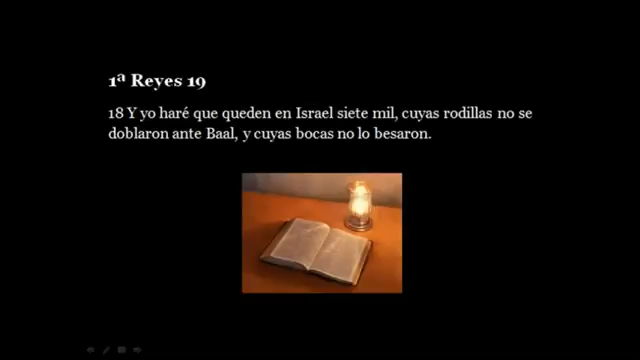 1ª Reyes 19
18 Y yo haré que queden en Israel siete mil, cuyas rodillas no se
doblaron ante Baal, y cuyas bocas no lo besaron.